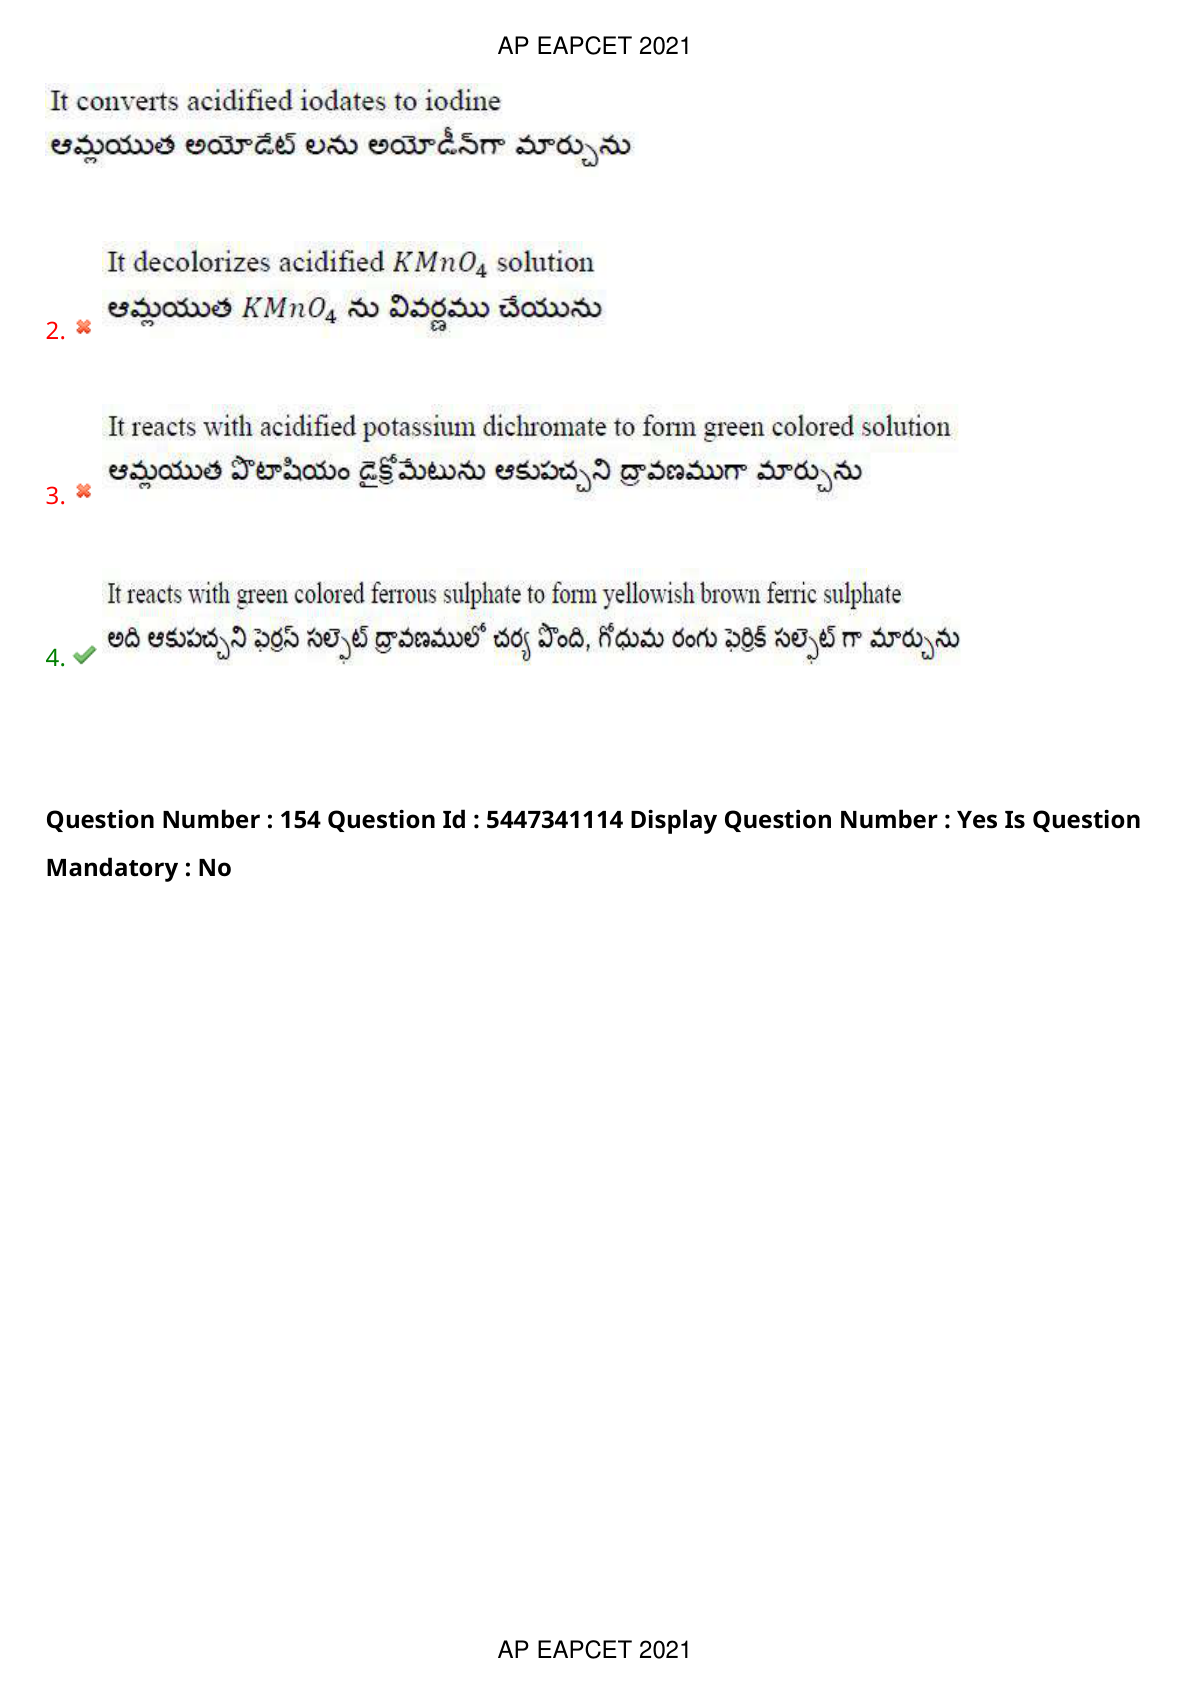 AP EAPCET 2021
It converts acidified iodates to iodine
ఆమ్లయుత అయోడేట్ లను అయోడీన్‌గా మార్చును
It decolorizes acidified KMnO₄ solution
ఆమ్లయుత KMnO₄ ను వివర్ణము చేయును
2.
It reacts with acidified potassium dichromate to form green colored solution
ఆమ్లయుత పొటాషియం డైక్రోమేటును ఆకుపచ్చని ద్రావణముగా మార్చును
3.
It reacts with green colored ferrous sulphate to form yellowish brown ferric sulphate
అది ఆకుపచ్చని ఫెర్రస్ సల్ఫేట్ ద్రావణములో చర్య పొంది, గోధుమ రంగు ఫెర్రిక్ సల్ఫేట్ గా మార్చును
4.
Question Number : 154 Question Id : 5447341114 Display Question Number : Yes Is Question
Mandatory : No
AP EAPCET 2021